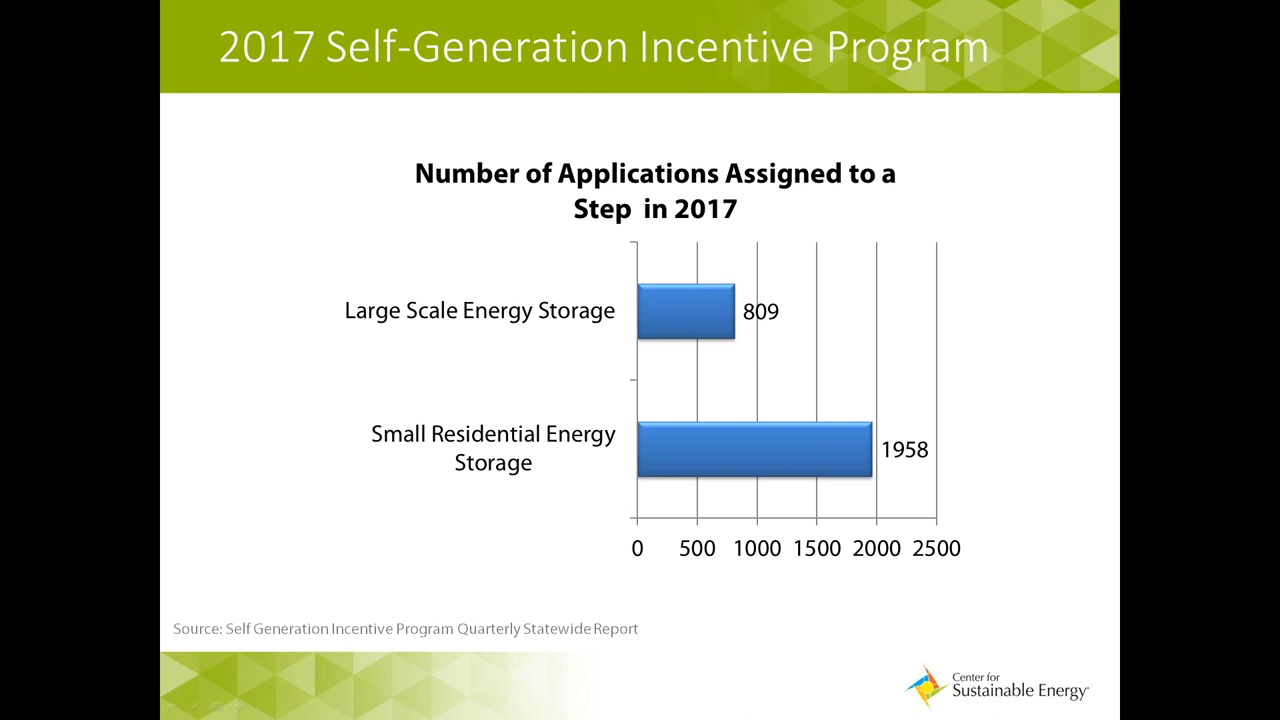 2017 Self-Generation Incentive Program
Number of Applications Assigned to a
Step in 2017
Large Scale Energy Storage
809
Small Residential Energy
Storage
1958
0 500 1000 1500 2000 2500
Source: Self Generation Incentive Program Quarterly Statewide Report
Center for
Sustainable Energy